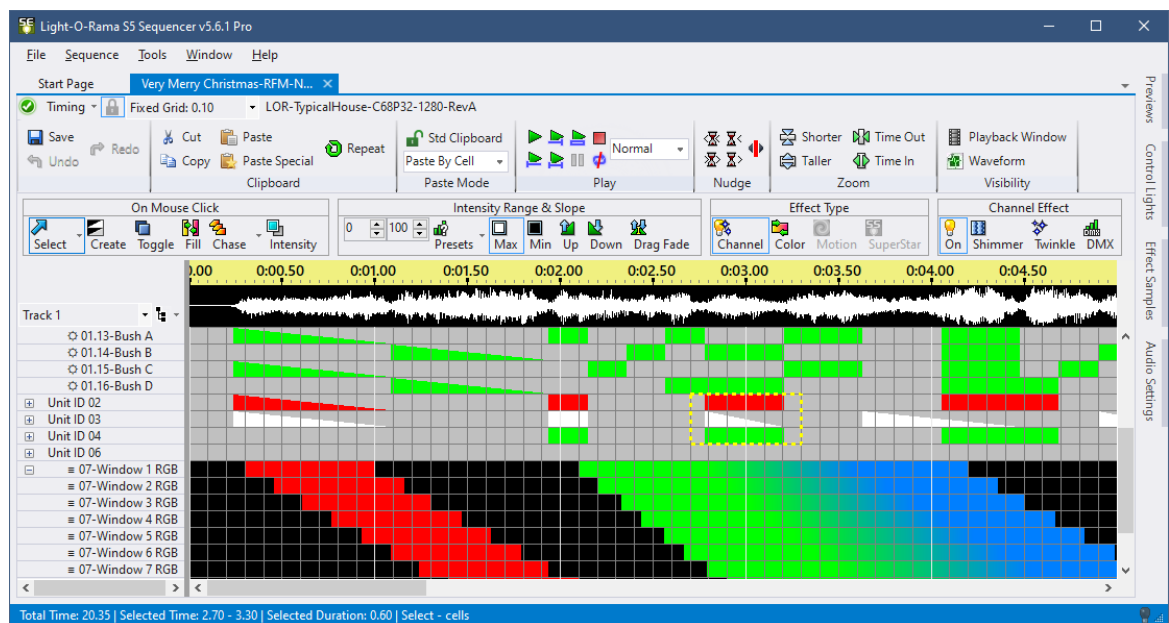 Light-O-Rama S5 Sequencer v5.6.1 Pro
File Sequence Tools Window Help
Start Page Very Merry Christmas-RFM-N...
Timing Fixed Grid: 0.10 LOR-TypicalHouse-C68P32-1280-RevA
Save Undo Redo
Cut Copy Paste Paste Special Repeat
Clipboard
Std Clipboard
Paste By Cell
Paste Mode
Normal
Play
Nudge
Shorter Time Out
Taller Time In
Zoom
Playback Window
Waveform
Visibility
On Mouse Click
Select Create Toggle Fill Chase Intensity
Intensity Range & Slope
0 100 Presets Max Min Up Down Drag Fade
Effect Type
Channel Color Motion SuperStar
Channel Effect
On Shimmer Twinkle DMX
0:00.50 0:01.00 0:01.50 0:02.00 0:02.50 0:03.00 0:03.50 0:04.00 0:04.50
Track 1
01.13-Bush A
01.14-Bush B
01.15-Bush C
01.16-Bush D
Unit ID 02
Unit ID 03
Unit ID 04
Unit ID 06
07-Window 1 RGB
07-Window 2 RGB
07-Window 3 RGB
07-Window 4 RGB
07-Window 5 RGB
07-Window 6 RGB
07-Window 7 RGB
Previews
Control Lights
Effect Samples
Audio Settings
Total Time: 20.35 | Selected Time: 2.70 - 3.30 | Selected Duration: 0.60 | Select - cells